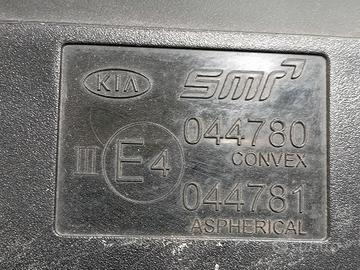 KIA SMR
044780
CONVEX
III E4
044781
ASPHERICAL